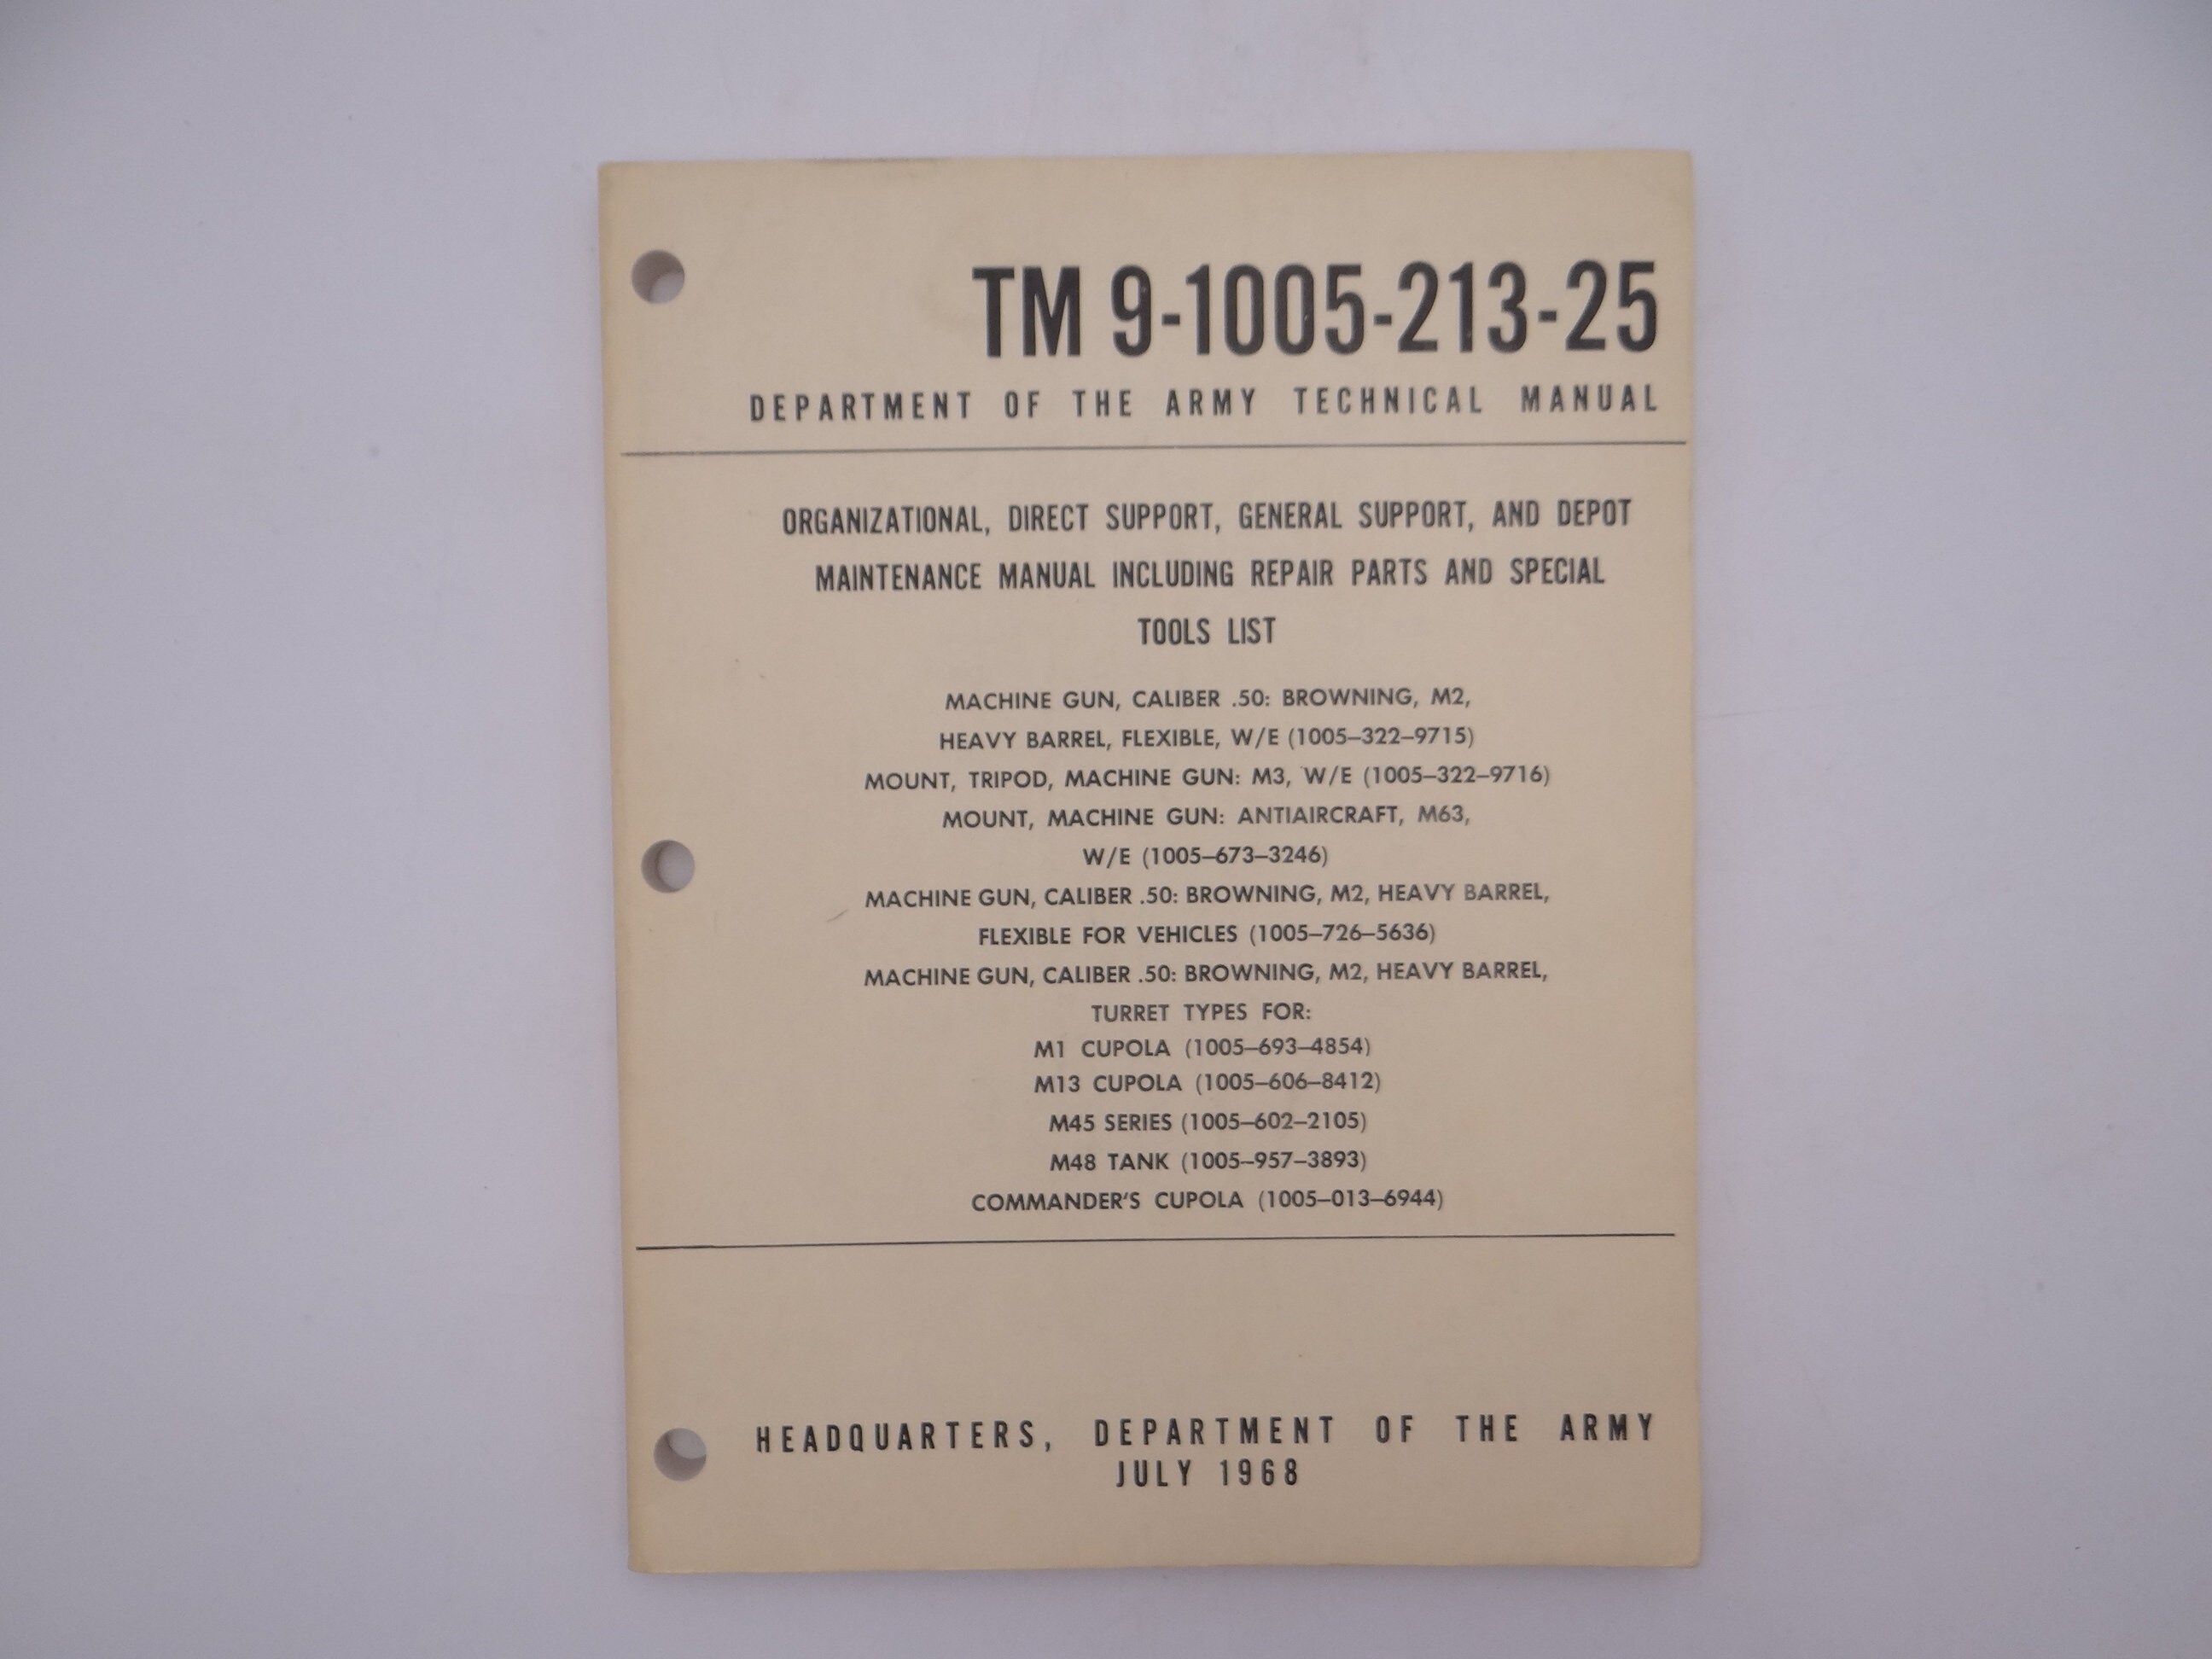 TM 9-1005-213-25
DEPARTMENT OF THE ARMY TECHNICAL MANUAL
ORGANIZATIONAL, DIRECT SUPPORT, GENERAL SUPPORT, AND DEPOT
MAINTENANCE MANUAL INCLUDING REPAIR PARTS AND SPECIAL
TOOLS LIST
MACHINE GUN, CALIBER .50: BROWNING, M2,
HEAVY BARREL, FLEXIBLE, W/E (1005–322–9715)
MOUNT, TRIPOD, MACHINE GUN: M3, W/E (1005–322–9716)
MOUNT, MACHINE GUN: ANTIAIRCRAFT, M63,
W/E (1005–673–3246)
MACHINE GUN, CALIBER .50: BROWNING, M2, HEAVY BARREL,
FLEXIBLE FOR VEHICLES (1005–726–5636)
MACHINE GUN, CALIBER .50: BROWNING, M2, HEAVY BARREL,
TURRET TYPES FOR:
M1 CUPOLA (1005–693–4854)
M13 CUPOLA (1005–606–8412)
M45 SERIES (1005–602–2105)
M48 TANK (1005–957–3893)
COMMANDER'S CUPOLA (1005–013–6944)
HEADQUARTERS, DEPARTMENT OF THE ARMY
JULY 1968